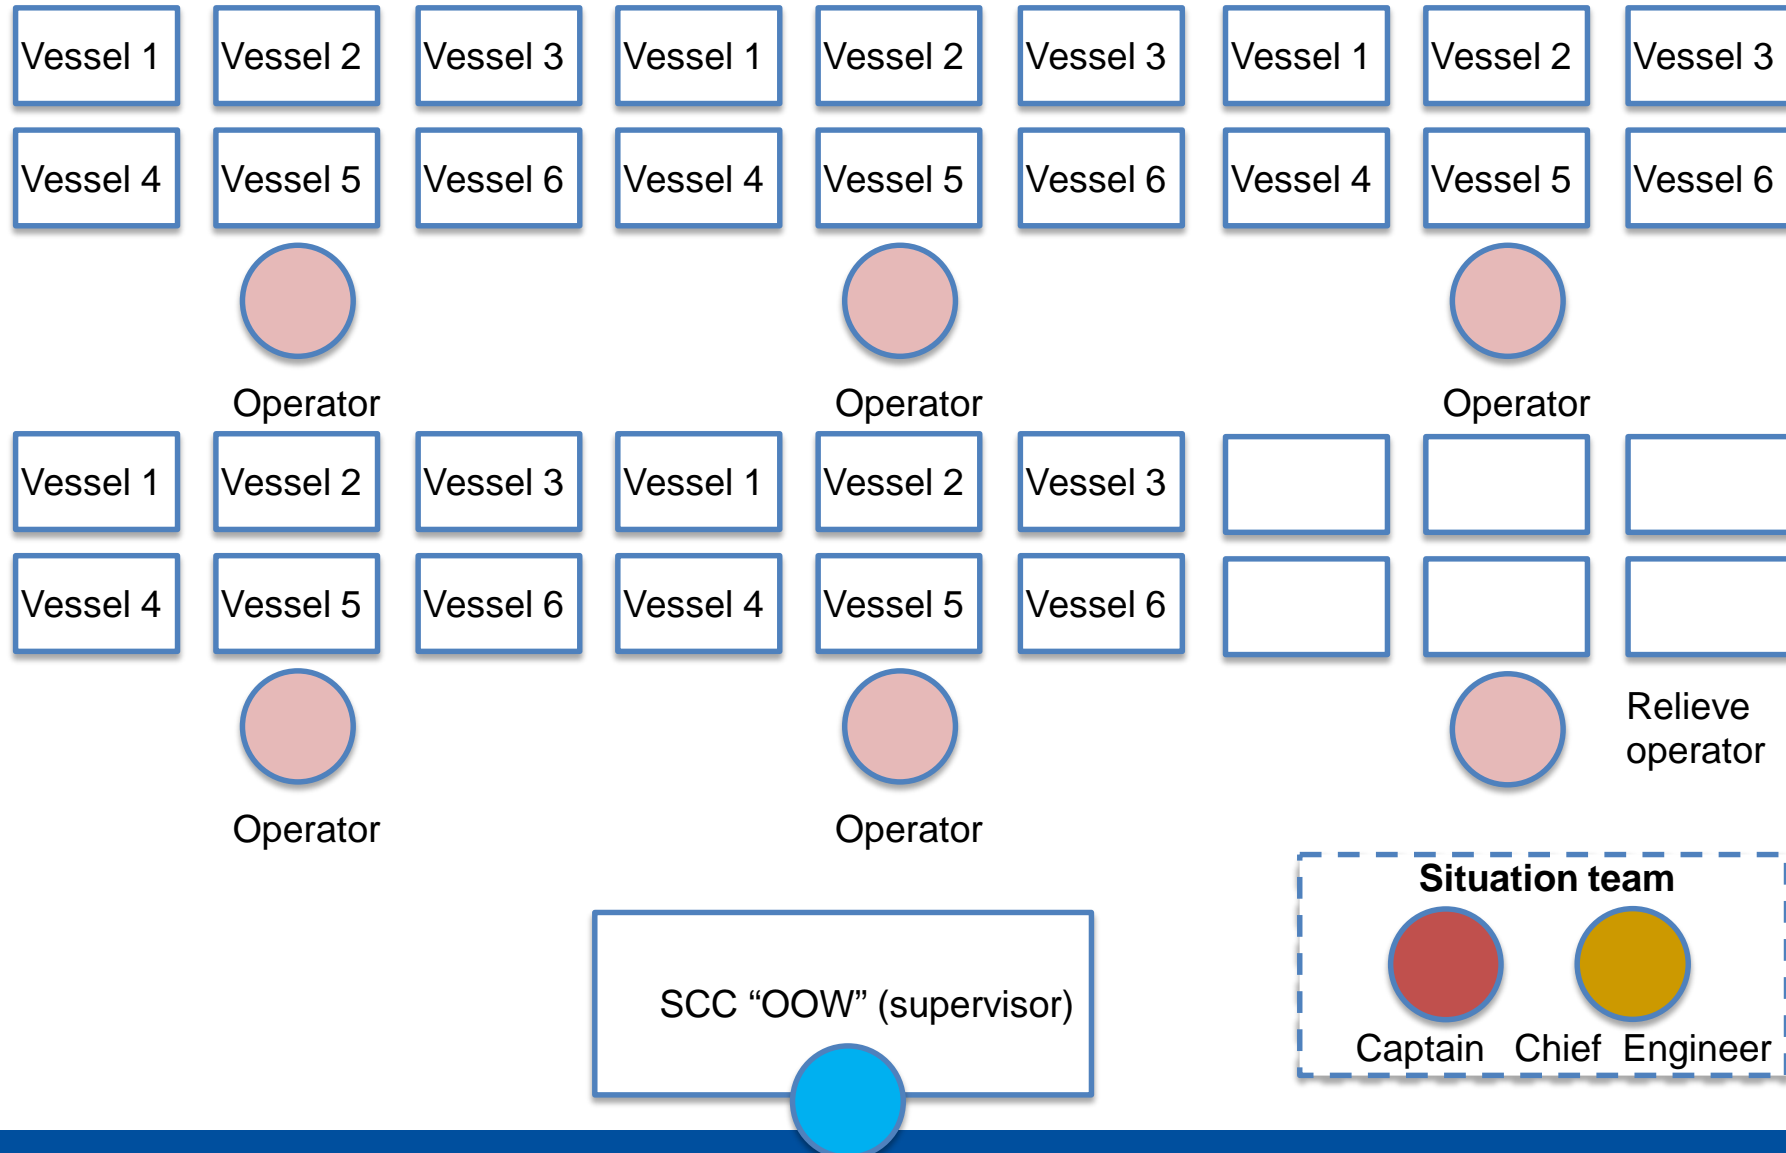 Vessel 1 Vessel 2 Vessel 3 Vessel 1 Vessel 2 Vessel 3 Vessel 1 Vessel 2 Vessel 3
Vessel 4 Vessel 5 Vessel 6 Vessel 4 Vessel 5 Vessel 6 Vessel 4 Vessel 5 Vessel 6
Operator Operator Operator
Vessel 1 Vessel 2 Vessel 3 Vessel 1 Vessel 2 Vessel 3
Vessel 4 Vessel 5 Vessel 6 Vessel 4 Vessel 5 Vessel 6
Relieve
operator
Operator Operator
Situation team
SCC “OOW” (supervisor)
Captain Chief Engineer